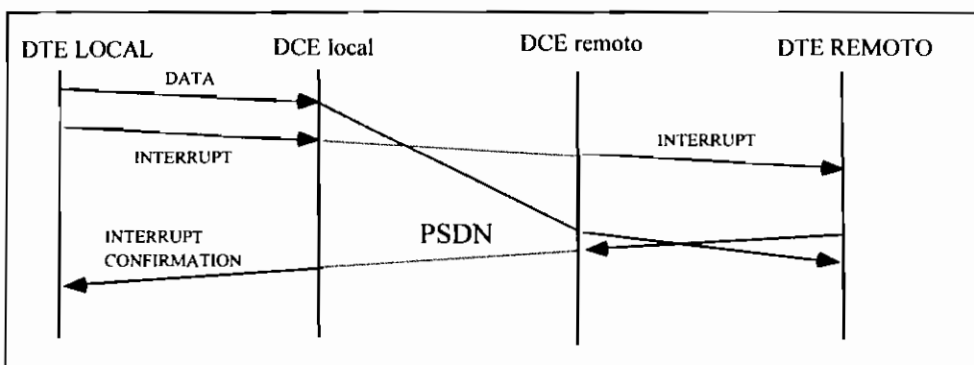 DTE LOCAL DCE local DCE remoto DTE REMOTO
DATA
INTERRUPT
INTERRUPT
PSDN
INTERRUPT
CONFIRMATION